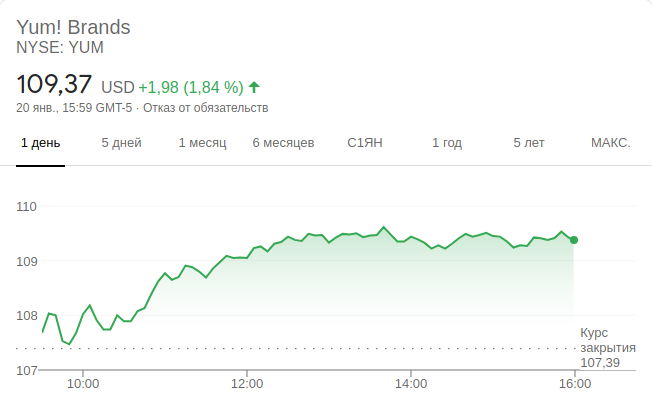 Yum! Brands
NYSE: YUM
109,37 USD +1,98 (1,84 %)
20 янв., 15:59 GMT-5 · Отказ от обязательств
1 день 5 дней 1 месяц 6 месяцев С1ЯН 1 год 5 лет МАКС.
110
109
108
Курс
закрытия
107,39
107
10:00 12:00 14:00 16:00